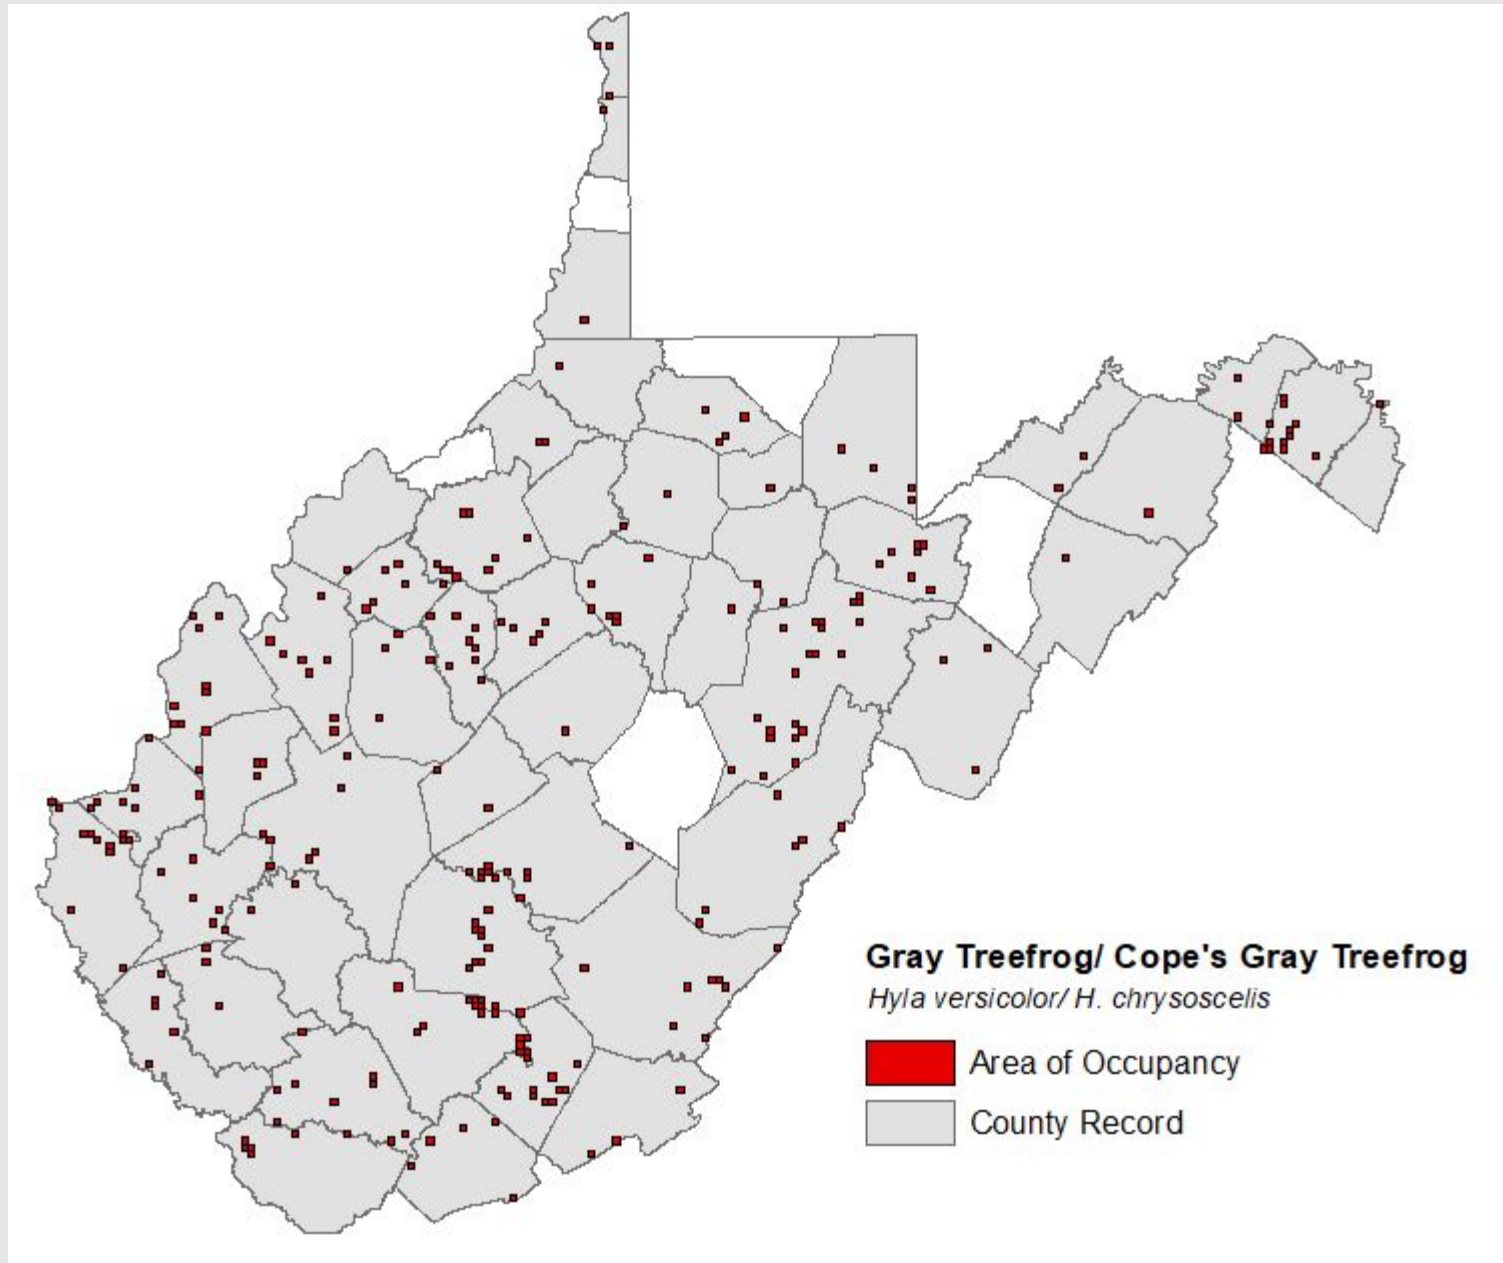 Gray Treefrog/ Cope's Gray Treefrog
Hyla versicolor/ H. chrysoscelis
Area of Occupancy
County Record